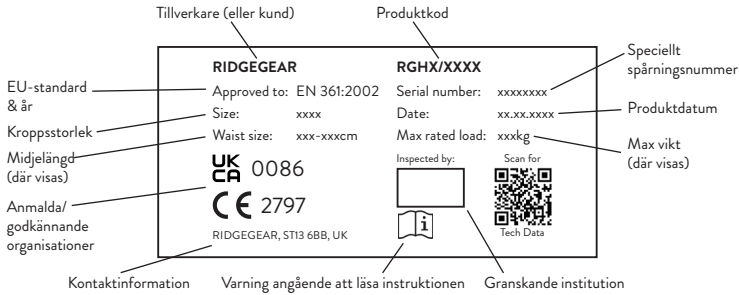 Tillverkare (eller kund)
Produktkod
RIDGEGEAR
RGHX/XXXX
Speciellt
spårningsnummer
EU-standard
& år
Approved to: EN 361:2002
Serial number: xxxxxxxx
Size: xxxx
Date: xx.xx.xxxx
Produktdatum
Kroppsstorlek
Waist size: xxx-xxxcm
Max rated load: xxxkg
Max vikt
(där visas)
Midjelängd
(där visas)
Inspected by:
Scan for
UK
CA 0086
CE 2797
Anmalda/
godkännande
organisationer
i
Tech Data
RIDGEGEAR, ST13 6BB, UK
Kontaktinformation
Varning angående att läsa instruktionen
Granskande institution